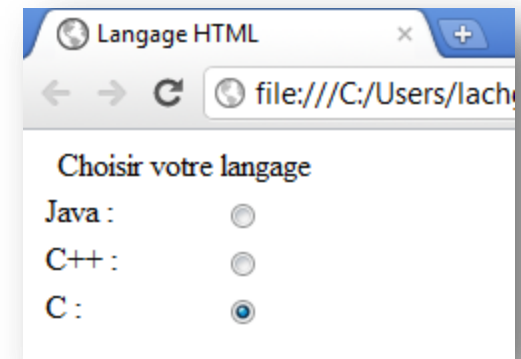 Langage HTML
file:///C:/Users/lach
Choisir votre langage
Java :
C++ :
C :